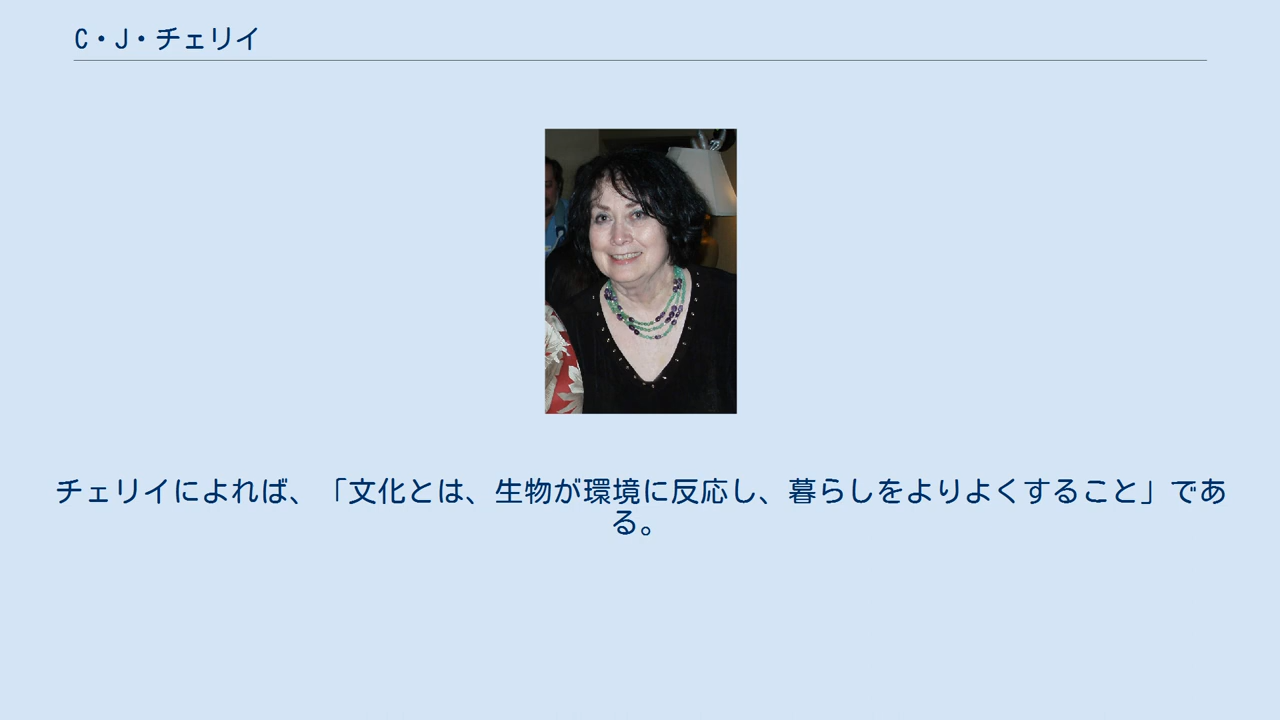 C・J・チェリイ
チェリイによれば、「文化とは、生物が環境に反応し、暮らしをよりよくすること」であ
る。